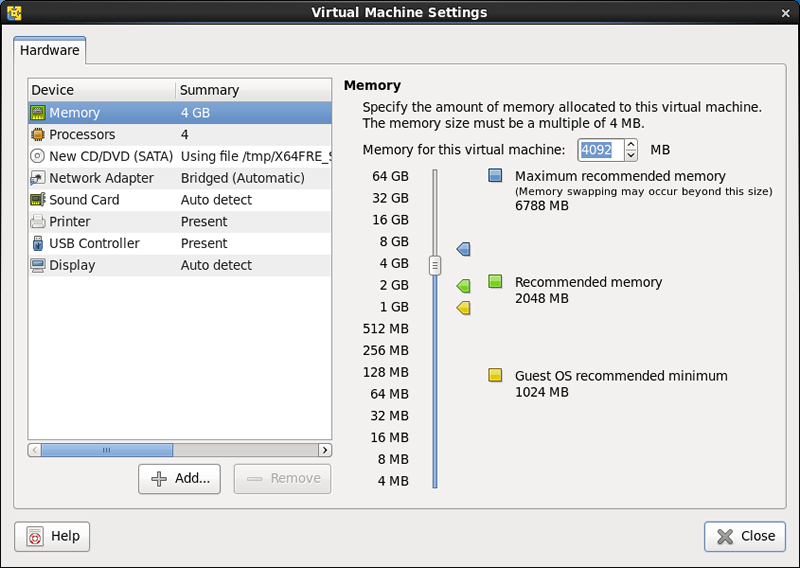 Virtual Machine Settings
Hardware
Device Summary
Memory 4 GB
Processors 4
New CD/DVD (SATA) Using file /tmp/X64FRE_
Network Adapter Bridged (Automatic)
Sound Card Auto detect
Printer Present
USB Controller Present
Display Auto detect
Add...
Remove
Memory
Specify the amount of memory allocated to this virtual machine.
The memory size must be a multiple of 4 MB.
Memory for this virtual machine: 4092 MB
64 GB
32 GB
16 GB
8 GB
4 GB
2 GB
1 GB
512 MB
256 MB
128 MB
64 MB
32 MB
16 MB
8 MB
4 MB
Maximum recommended memory
(Memory swapping may occur beyond this size)
6788 MB
Recommended memory
2048 MB
Guest OS recommended minimum
1024 MB
Help
Close